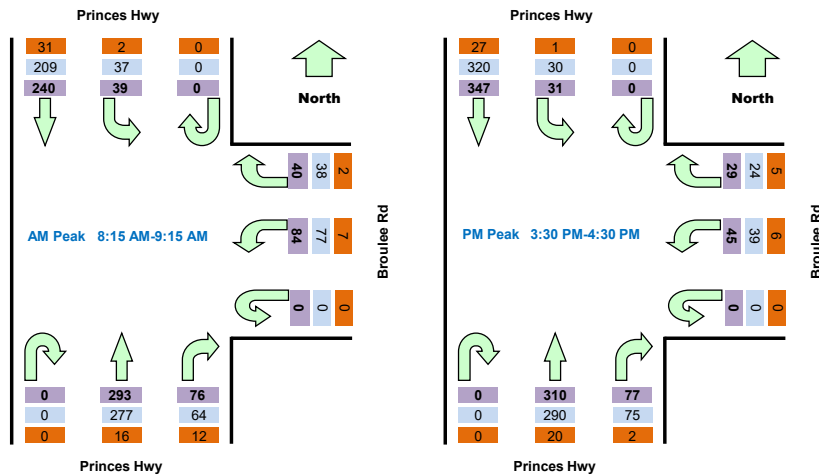 Princes Hwy
31 2 0
209 37 0
240 39 0
North
40 38 2
AM Peak 8:15 AM-9:15 AM
84 77 7
Broulee Rd
0 0 0
0 293 76
0 277 64
0 16 12
Princes Hwy
Princes Hwy
27 1 0
320 30 0
347 31 0
North
29 24 5
PM Peak 3:30 PM-4:30 PM
45 39 6
Broulee Rd
0 0 0
0 310 77
0 290 75
0 20 2
Princes Hwy